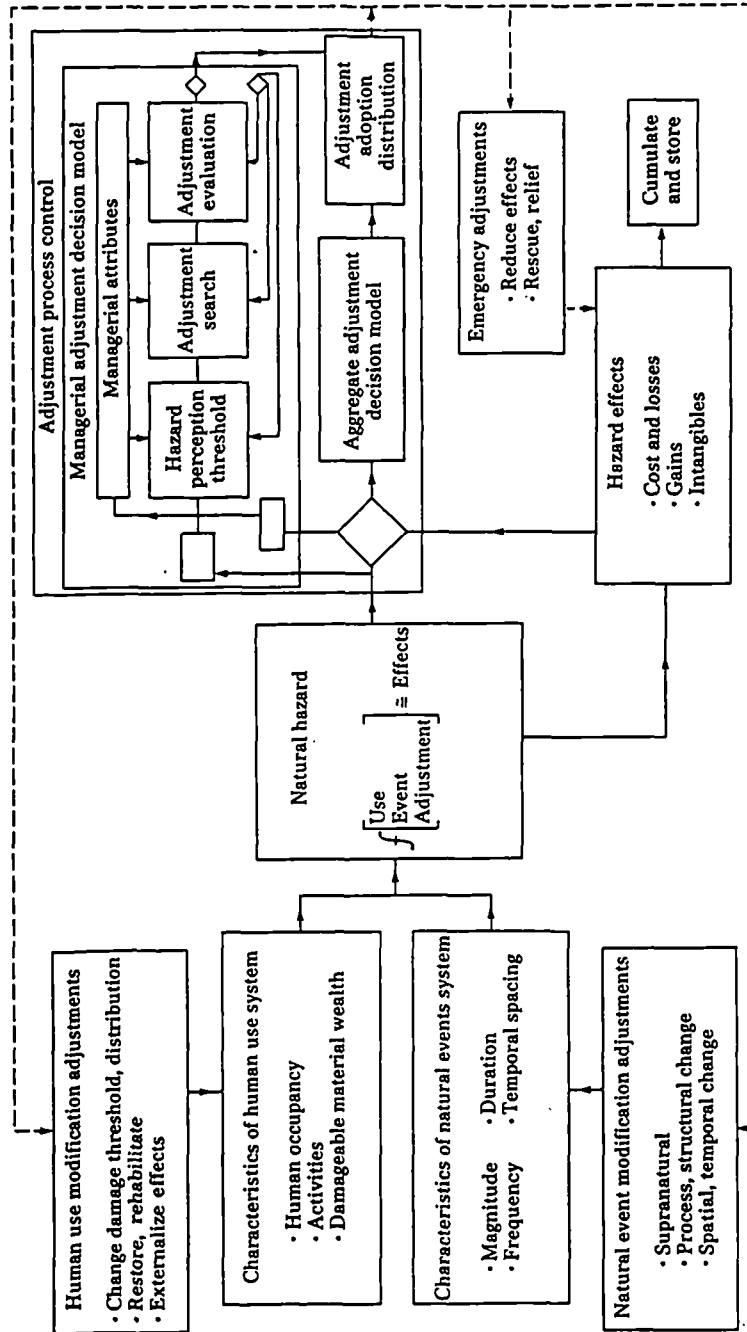 Human use modification adjustments
• Change damage threshold, distribution
• Restore, rehabilitate
• Externalize effects
Characteristics of human use system
• Human occupancy
• Activities
• Damageable material wealth
Characteristics of natural events system
• Magnitude
• Frequency
• Duration
• Temporal spacing
Natural event modification adjustments
• Supranatural
• Process, structural change
• Spatial, temporal change
Natural hazard
f [Use
Event
Adjustment] ≅ Effects
Adjustment process control
Managerial adjustment decision model
Managerial attributes
Hazard
perception
threshold
Adjustment
search
Adjustment
evaluation
Aggregate adjustment
decision model
Adjustment
adoption
distribution
Emergency adjustments
• Reduce effects
• Rescue, relief
Hazard effects
• Cost and losses
• Gains
• Intangibles
Cumulate
and store